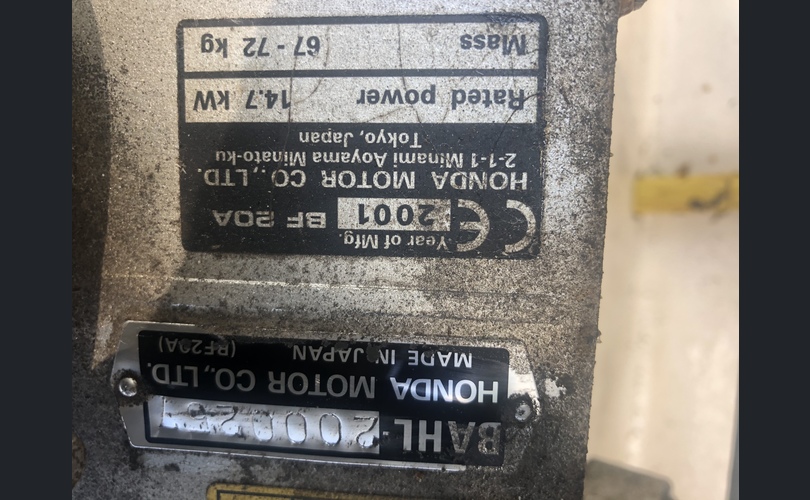 BAHL-
HONDA MOTOR CO., LTD.
MADE IN JAPAN (BF20A)
Year of Mfg.
CE 2001 BF 20A
HONDA MOTOR CO., LTD.
2-1-1 Minami Aoyama Minato-ku
Tokyo, Japan
Rated power 14.7 kW
Mass 67 - 72 kg